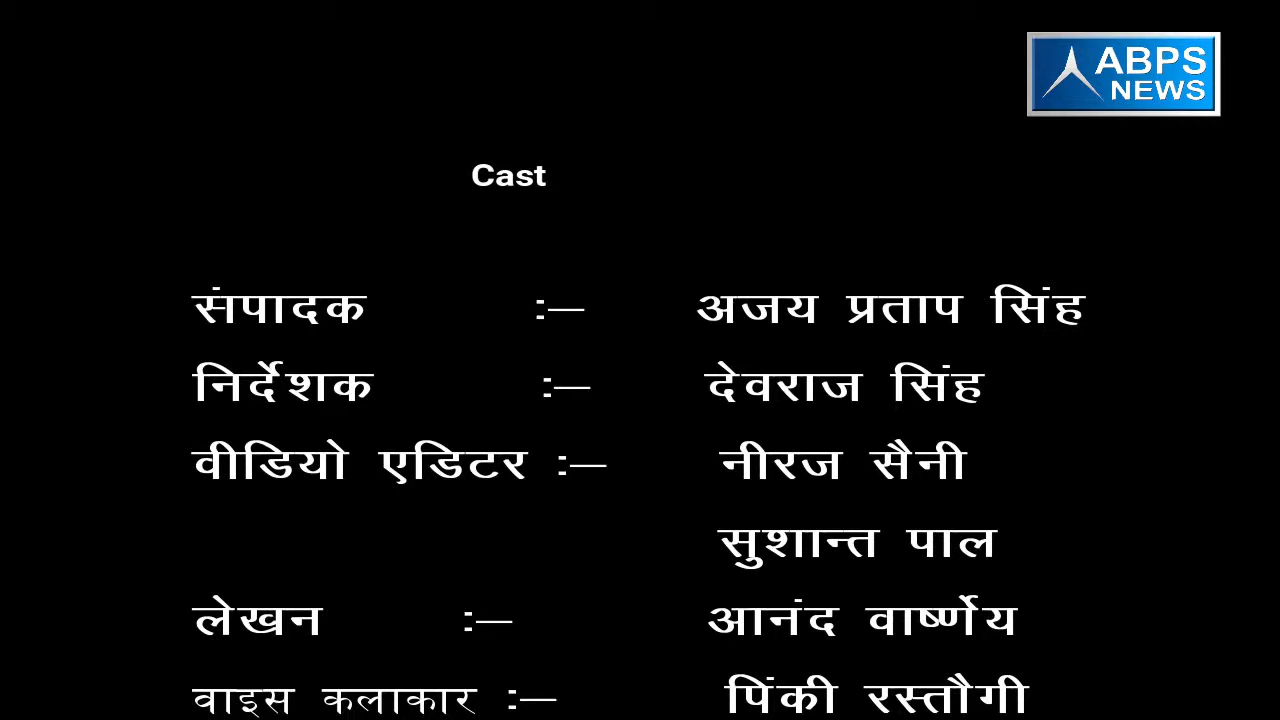 ABPS
NEWS
Cast
संपादक :— अजय प्रताप सिंह
निर्देशक :— देवराज सिंह
वीडियो एडिटर :— नीरज सैनी
सुशान्त पाल
लेखन :— आनंद वार्ष्णेय
वाइस कलाकार :— पिंकी रस्तौगी